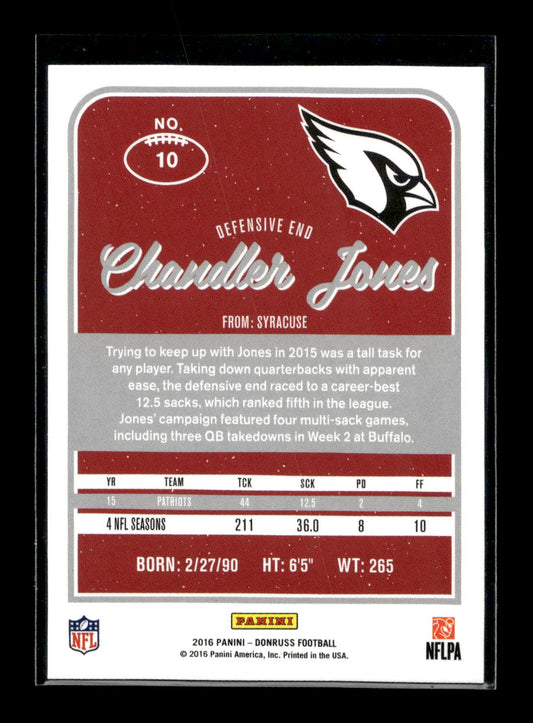 NO.
10
DEFENSIVE END
Chandler Jones
FROM: SYRACUSE
Trying to keep up with Jones in 2015 was a tall task for
any player. Taking down quarterbacks with apparent
ease, the defensive end raced to a career-best
12.5 sacks, which ranked fifth in the league.
Jones' campaign featured four multi-sack games,
including three QB takedowns in Week 2 at Buffalo.
YR TEAM TCK SCK PD FF
15 PATRIOTS 44 12.5 2 4
4 NFL SEASONS 211 36.0 8 10
BORN: 2/27/90 HT: 6'5" WT: 265
PANINI
NFL
2016 PANINI – DONRUSS FOOTBALL
© 2016 Panini America, Inc. Printed in the USA.
NFLPA